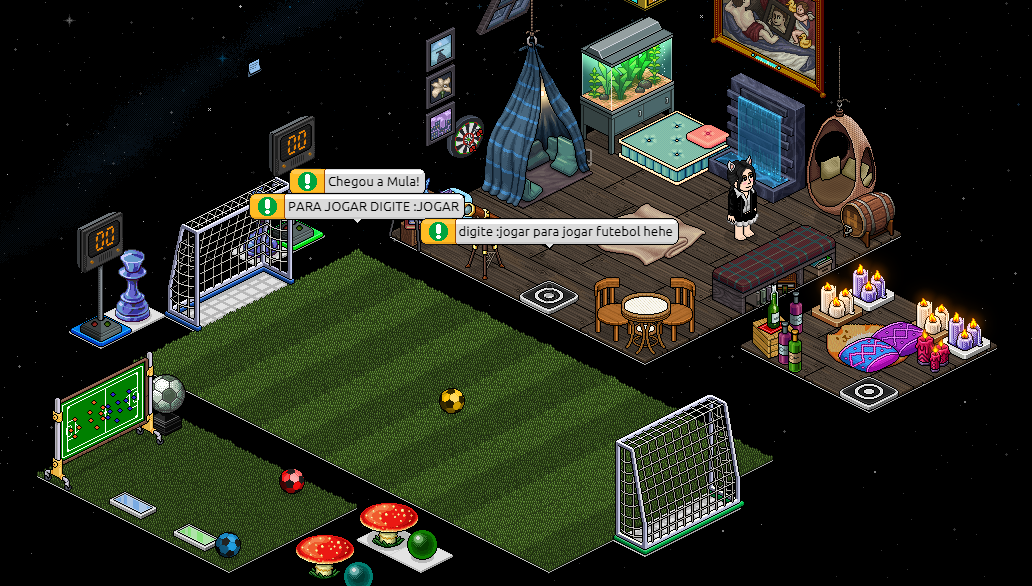 00
Chegou a Mula!
PARA JOGAR DIGITE :JOGAR
00
digite :jogar para jogar futebol hehe